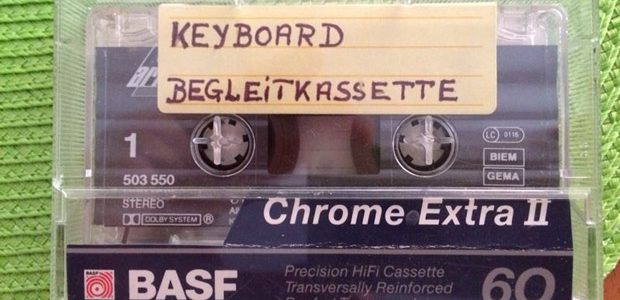 KEYBOARD
BEGLEITKASSETTE
1
503 550
STEREO
DOLBY SYSTEM ®
LC 0116
BIEM
GEMA
Chrome Extra II
BASF
Precision HiFi Cassette
Transversally Reinforced
60